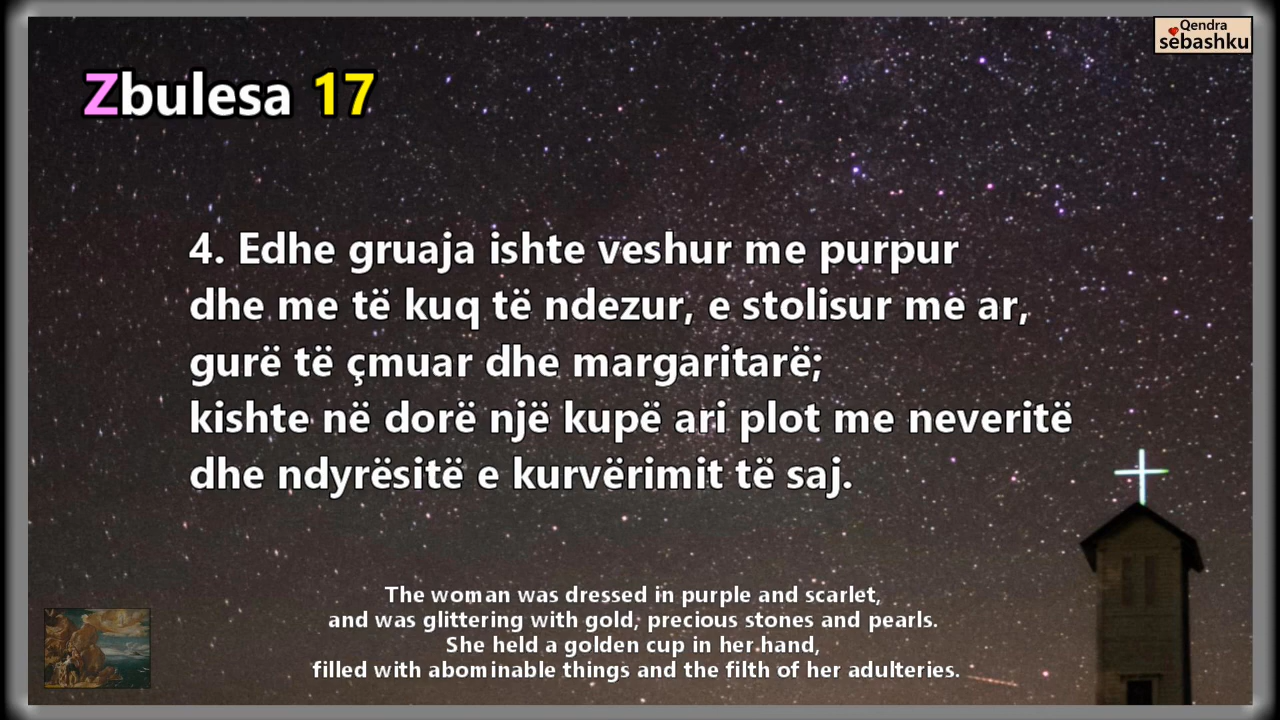 Qendra
sebashku
Zbulesa 17
4. Edhe gruaja ishte veshur me purpur
dhe me të kuq të ndezur, e stolisur me ar,
gurë të çmuar dhe margaritarë;
kishte në dorë një kupë ari plot me neveritë
dhe ndyrësitë e kurvërimit të saj.
The woman was dressed in purple and scarlet,
and was glittering with gold, precious stones and pearls.
She held a golden cup in her hand,
filled with abominable things and the filth of her adulteries.